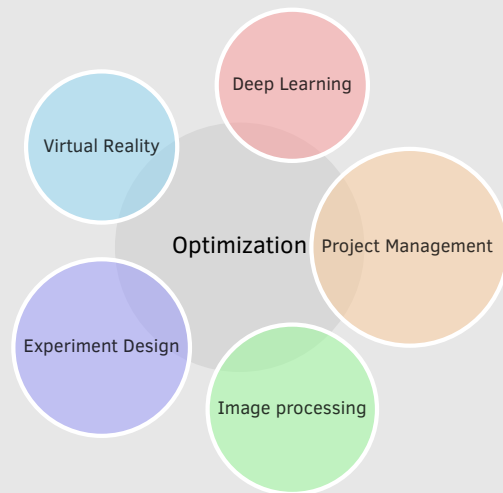 Deep Learning
Virtual Reality
Optimization
Project Management
Experiment Design
Image processing